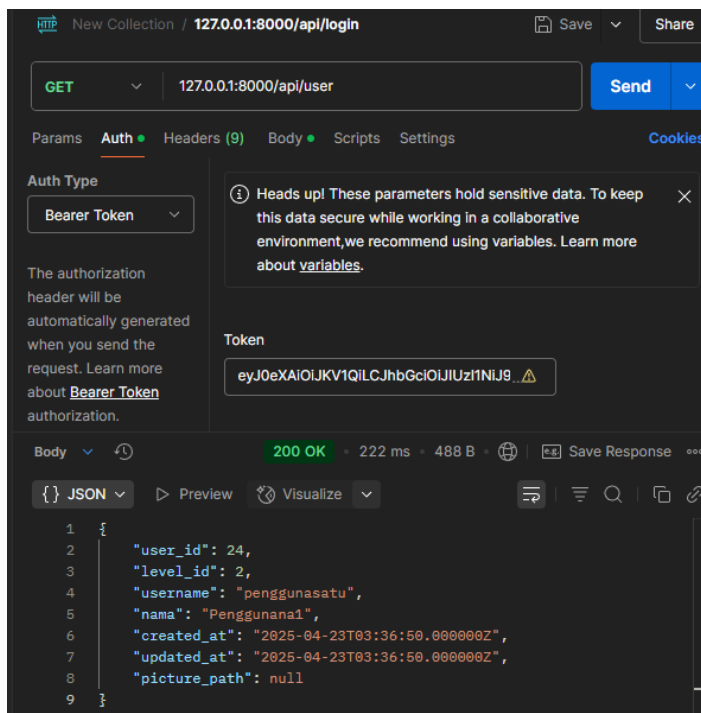 HTTP New Collection / 127.0.0.1:8000/api/login Save Share
GET 127.0.0.1:8000/api/user Send
Params Auth Headers (9) Body Scripts Settings Cookies
Auth Type
Bearer Token
The authorization
header will be
automatically generated
when you send the
request. Learn more
about Bearer Token
authorization.
Heads up! These parameters hold sensitive data. To keep
this data secure while working in a collaborative
environment,we recommend using variables. Learn more
about variables.
Token
eyJ0eXAiOiJKV1QiLCJhbGciOiJIUzI1NiJ9...
Body 200 OK 222 ms 488 B e.g. Save Response
{} JSON Preview Visualize
1 {
2 "user_id": 24,
3 "level_id": 2,
4 "username": "penggunasatu",
5 "nama": "Penggunana1",
6 "created_at": "2025-04-23T03:36:50.000000Z",
7 "updated_at": "2025-04-23T03:36:50.000000Z",
8 "picture_path": null
9 }